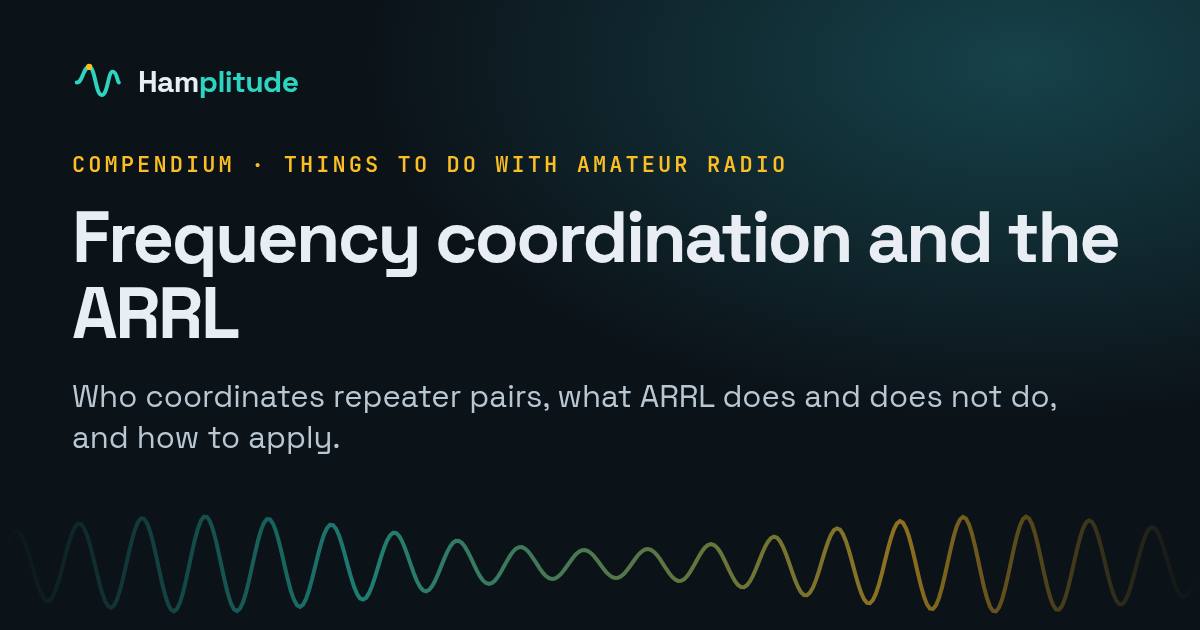 Hamplitude
COMPENDIUM · THINGS TO DO WITH AMATEUR RADIO
Frequency coordination and the
ARRL
Who coordinates repeater pairs, what ARRL does and does not do,
and how to apply.